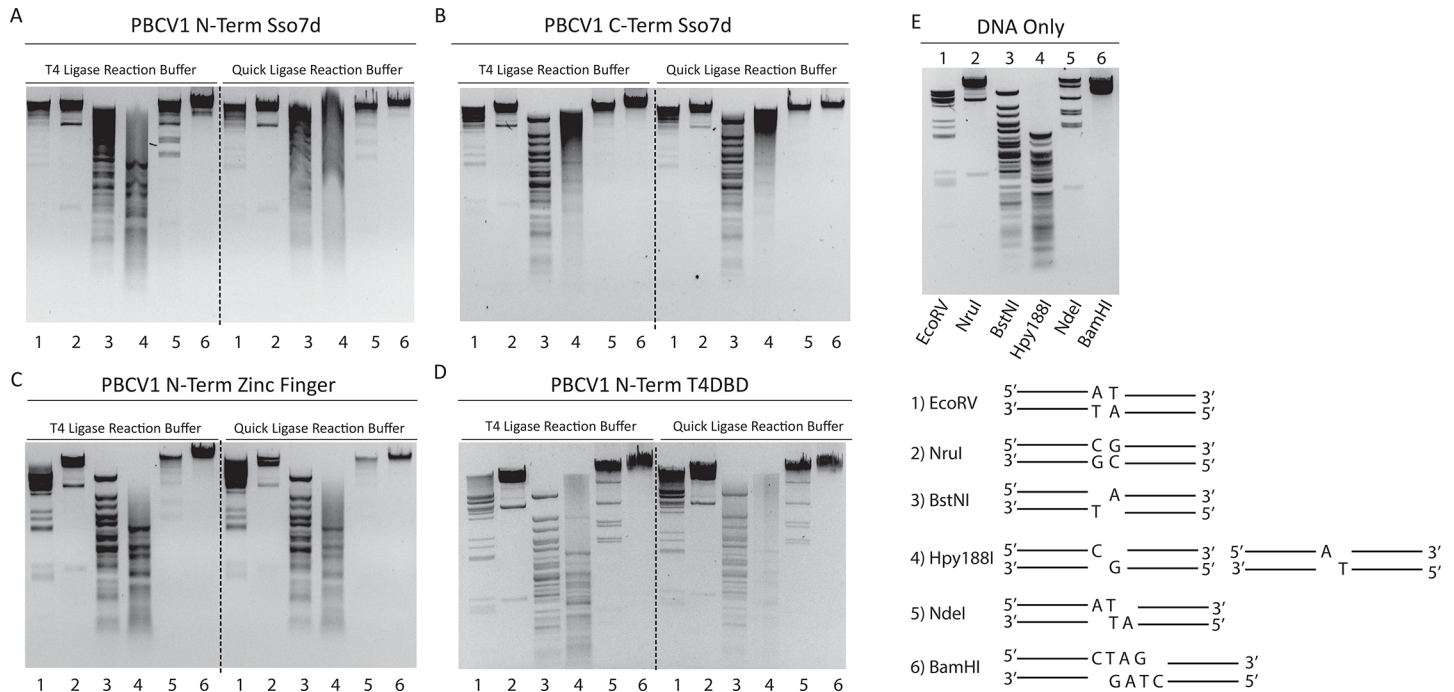 A
PBCV1 N-Term Sso7d
T4 Ligase Reaction Buffer
Quick Ligase Reaction Buffer
1 2 3 4 5 6 1 2 3 4 5 6
B
PBCV1 C-Term Sso7d
T4 Ligase Reaction Buffer
Quick Ligase Reaction Buffer
1 2 3 4 5 6 1 2 3 4 5 6
E
DNA Only
1 2 3 4 5 6
EcoRV
NruI
BstNI
Hpy188I
NdeI
BamHI
C
PBCV1 N-Term Zinc Finger
T4 Ligase Reaction Buffer
Quick Ligase Reaction Buffer
1 2 3 4 5 6 1 2 3 4 5 6
D
PBCV1 N-Term T4DBD
T4 Ligase Reaction Buffer
Quick Ligase Reaction Buffer
1 2 3 4 5 6 1 2 3 4 5 6
1) EcoRV
5′ A T 3′
3′ T A 5′
2) NruI
5′ C G 3′
3′ G C 5′
3) BstNI
5′ A 3′
3′ T 5′
4) Hpy188I
5′ C 3′ 5′ A 3′
3′ G 5′ 3′ T 5′
5) NdeI
5′ A T 3′
3′ T A 5′
6) BamHI
5′ C T A G 3′
3′ G A T C 5′